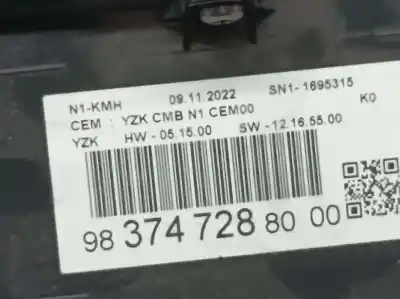 N1-KMH 09.11.2022 SN1-1695315
CEM : YZK CMB N1 CEM00 K0
YZK HW - 05.15.00 SW - 12.16.55.00
98 374 728 80 00